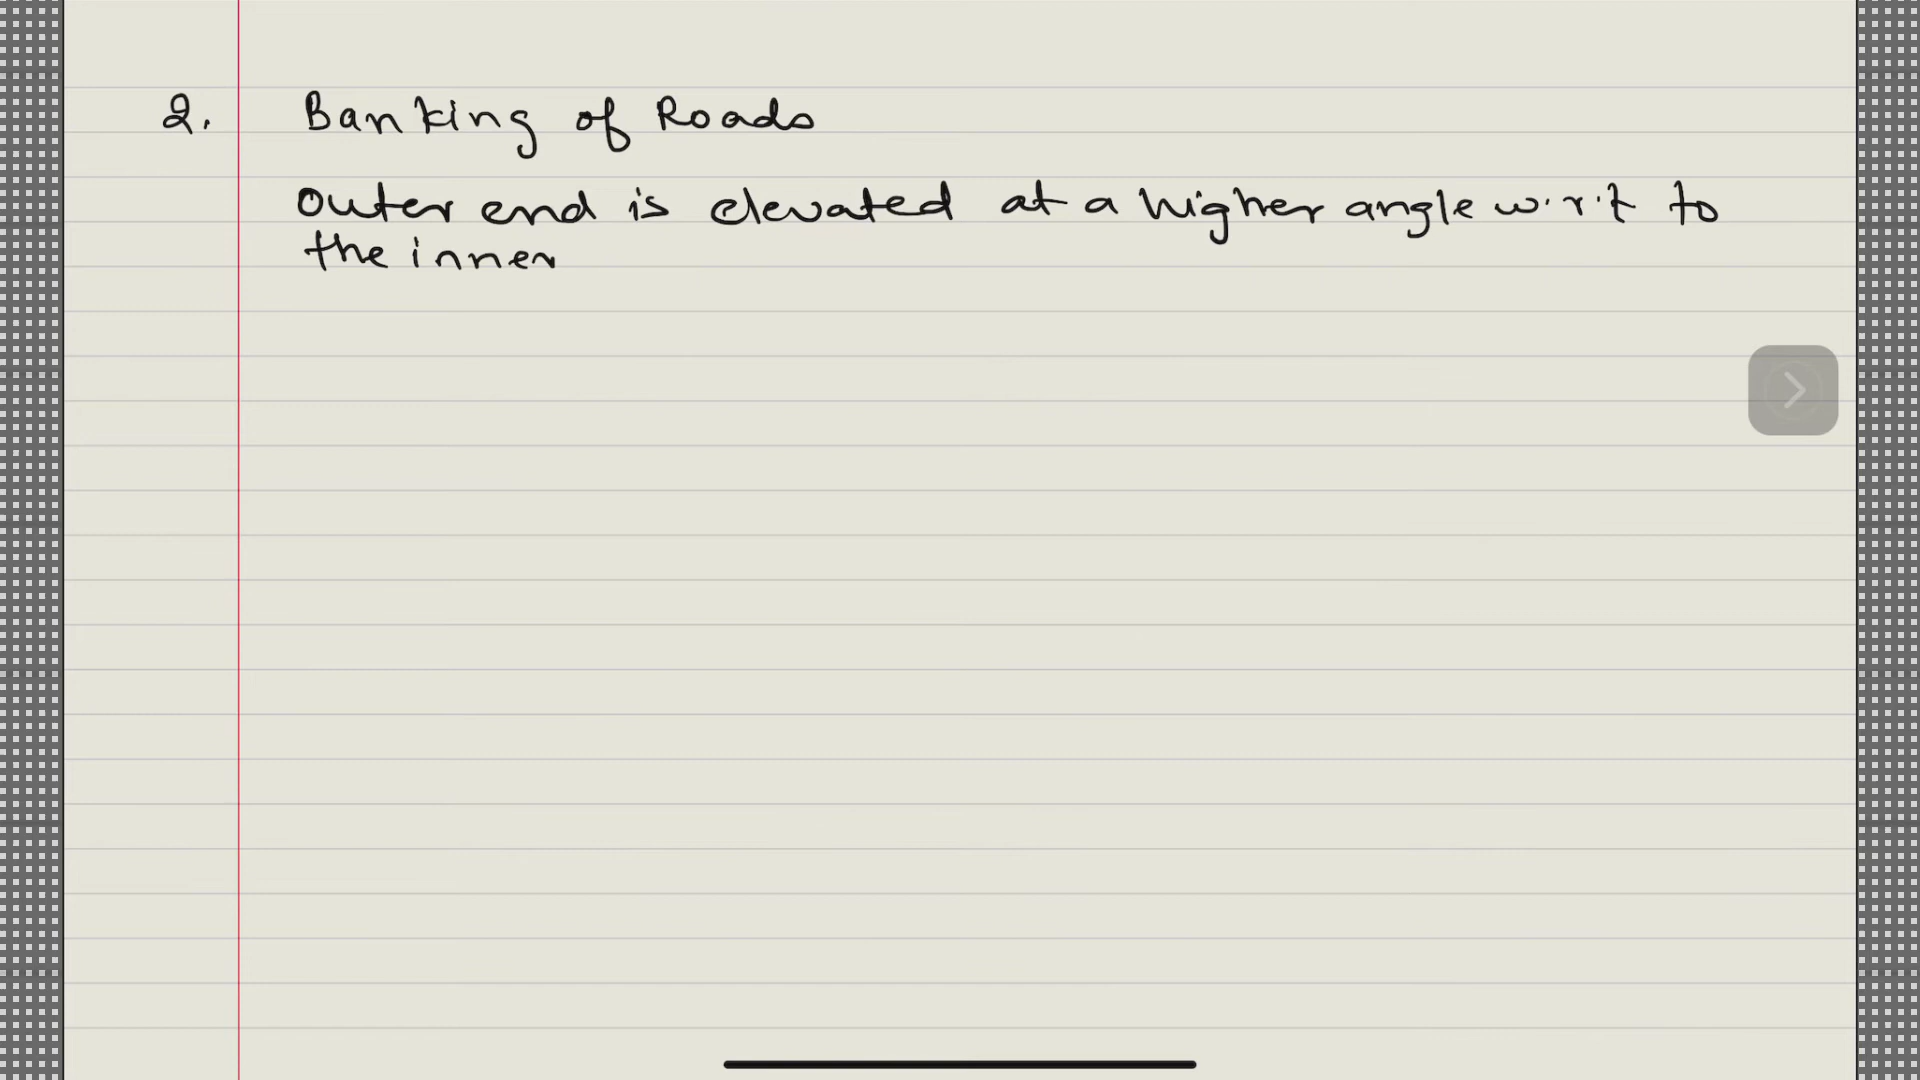 2. Banking of Roads
Outer end is elevated at a higher angle w.r.t to
the inner